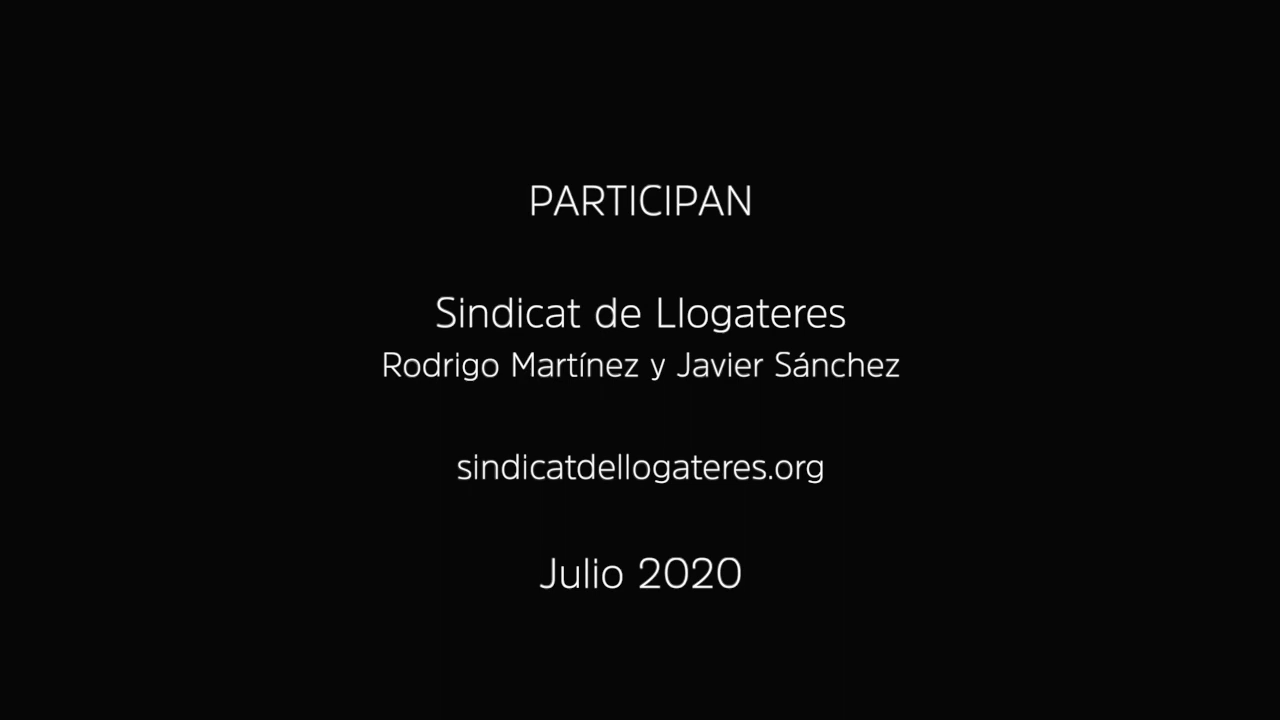 PARTICIPAN
Sindicat de Llogateres
Rodrigo Martínez y Javier Sánchez
sindicatdellogateres.org
Julio 2020